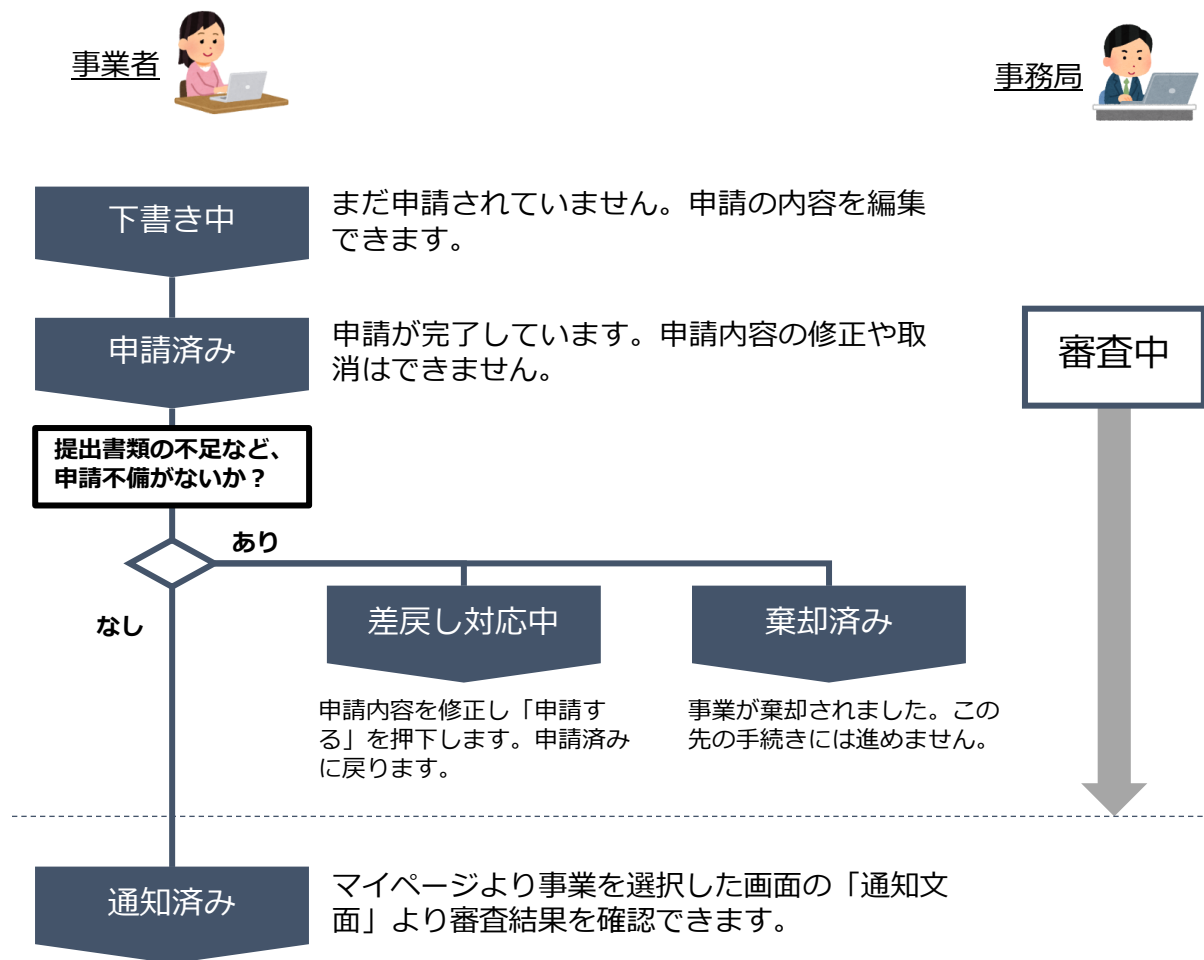 事業者
事務局
下書き中
まだ申請されていません。申請の内容を編集
できます。
申請済み
申請が完了しています。申請内容の修正や取
消はできません。
審査中
提出書類の不足など、
申請不備がないか？
あり
なし
差戻し対応中
棄却済み
申請内容を修正し「申請す
る」を押下します。申請済み
に戻ります。
事業が棄却されました。この
先の手続きには進めません。
通知済み
マイページより事業を選択した画面の「通知文
面」より審査結果を確認できます。